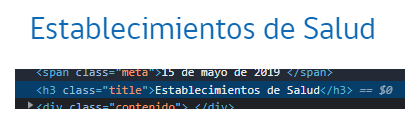 Establecimientos de Salud
<span class="meta">15 de mayo de 2019 </span>
<h3 class="title">Establecimientos de Salud</h3> == $0
<div class="contenido"> </div>